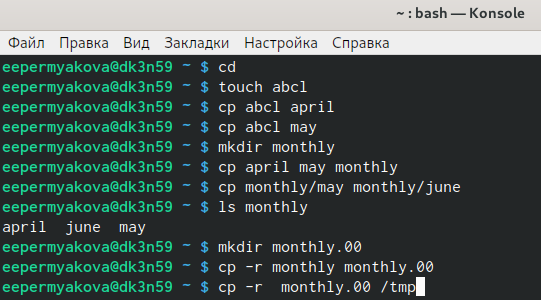 ~ : bash — Konsole
Файл Правка Вид Закладки Настройка Справка
eepermyakova@dk3n59 ~ $ cd
eepermyakova@dk3n59 ~ $ touch abcl
eepermyakova@dk3n59 ~ $ cp abcl april
eepermyakova@dk3n59 ~ $ cp abcl may
eepermyakova@dk3n59 ~ $ mkdir monthly
eepermyakova@dk3n59 ~ $ cp april may monthly
eepermyakova@dk3n59 ~ $ cp monthly/may monthly/june
eepermyakova@dk3n59 ~ $ ls monthly
april  june  may
eepermyakova@dk3n59 ~ $ mkdir monthly.00
eepermyakova@dk3n59 ~ $ cp -r monthly monthly.00
eepermyakova@dk3n59 ~ $ cp -r  monthly.00 /tmp